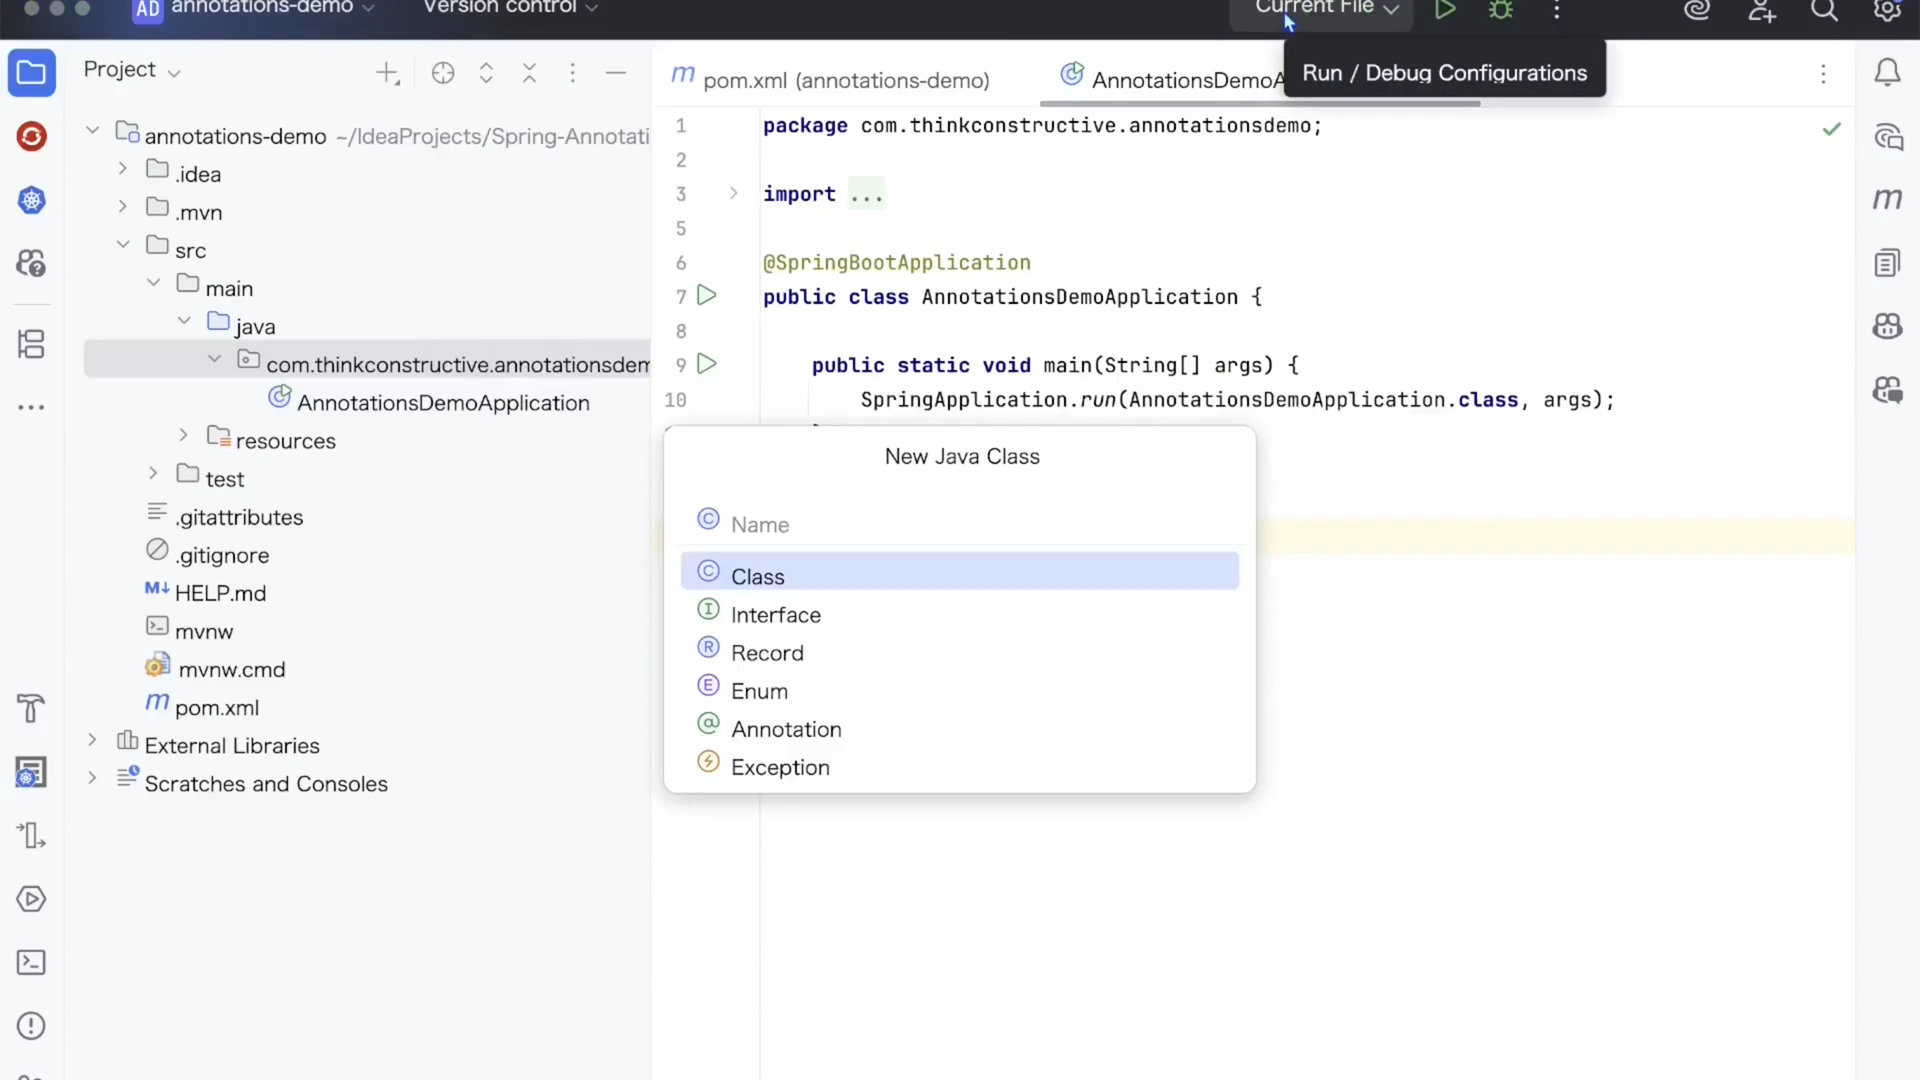 AD annotations-demo Version control Current File
Run / Debug Configurations
Project
pom.xml (annotations-demo)
AnnotationsDemoA
annotations-demo ~/IdeaProjects/Spring-Annotati
.idea
.mvn
src
main
java
com.thinkconstructive.annotationsdem
AnnotationsDemoApplication
resources
test
.gitattributes
.gitignore
M↓ HELP.md
mvnw
mvnw.cmd
m pom.xml
External Libraries
Scratches and Consoles
1 package com.thinkconstructive.annotationsdemo;
2
3 import ...
5
6 @SpringBootApplication
7 public class AnnotationsDemoApplication {
8
9 public static void main(String[] args) {
10 SpringApplication.run(AnnotationsDemoApplication.class, args);
New Java Class
C Name
C Class
I Interface
R Record
E Enum
@ Annotation
Exception